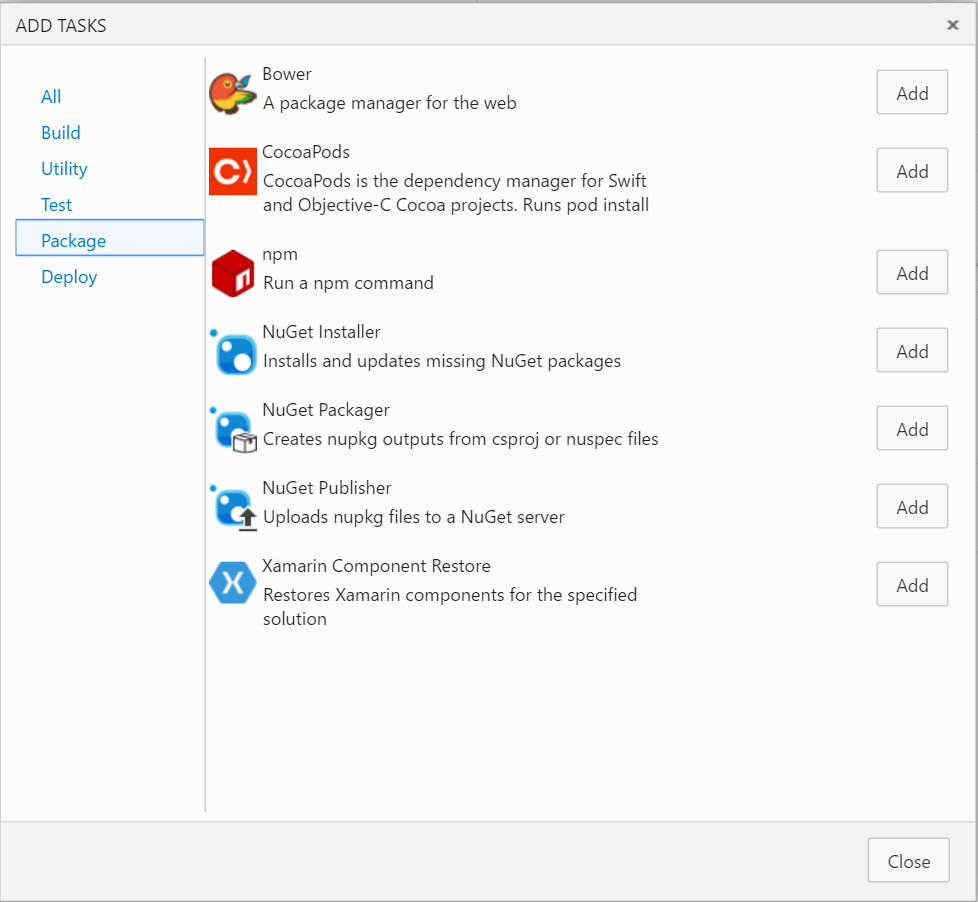 ADD TASKS
All
Build
Utility
Test
Package
Deploy
Bower
A package manager for the web
Add
CocoaPods
CocoaPods is the dependency manager for Swift
and Objective-C Cocoa projects. Runs pod install
Add
npm
Run a npm command
Add
NuGet Installer
Installs and updates missing NuGet packages
Add
NuGet Packager
Creates nupkg outputs from csproj or nuspec files
Add
NuGet Publisher
Uploads nupkg files to a NuGet server
Add
Xamarin Component Restore
Restores Xamarin components for the specified
solution
Add
Close